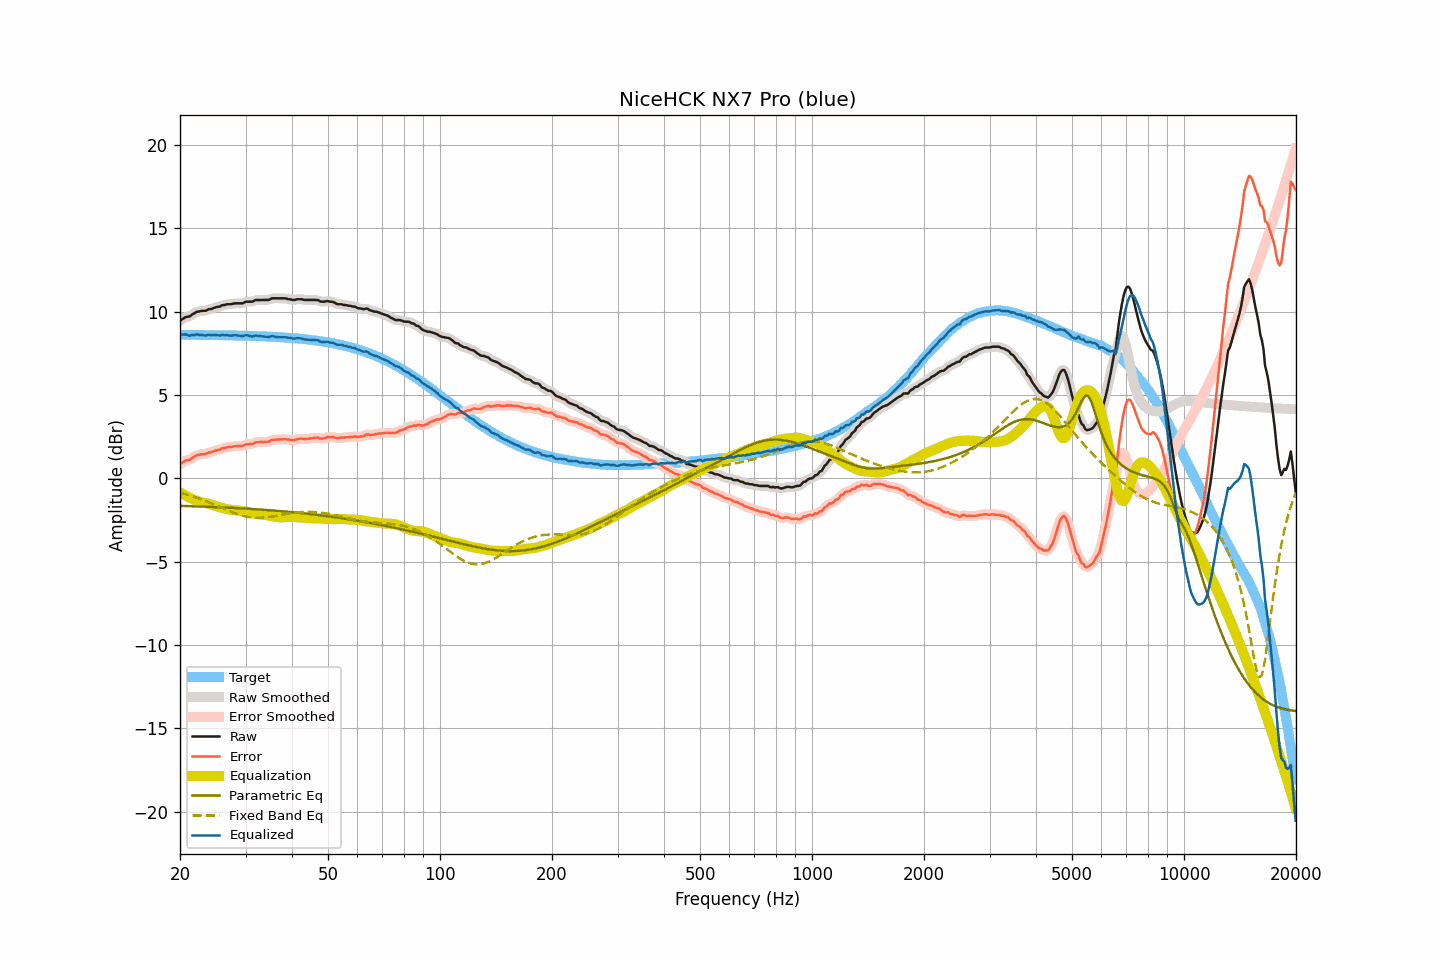 NiceHCK NX7 Pro (blue)
Amplitude (dBr)
20
15
10
5
0
−5
−10
−15
−20
Target
Raw Smoothed
Error Smoothed
Raw
Error
Equalization
Parametric Eq
Fixed Band Eq
Equalized
20 50 100 200 500 1000 2000 5000 10000 20000
Frequency (Hz)